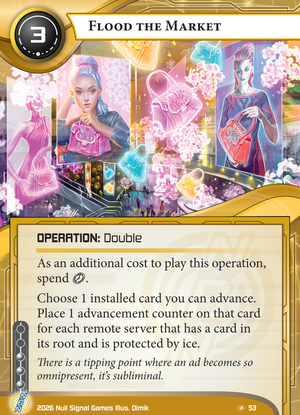 3
Flood the Market
OPERATION: Double
As an additional cost to play this operation,
spend .
Choose 1 installed card you can advance.
Place 1 advancement counter on that card
for each remote server that has a card in
its root and is protected by ice.
There is a tipping point where an ad becomes so
omnipresent, it's subliminal.
2026 Null Signal Games Illus. Dimik
53